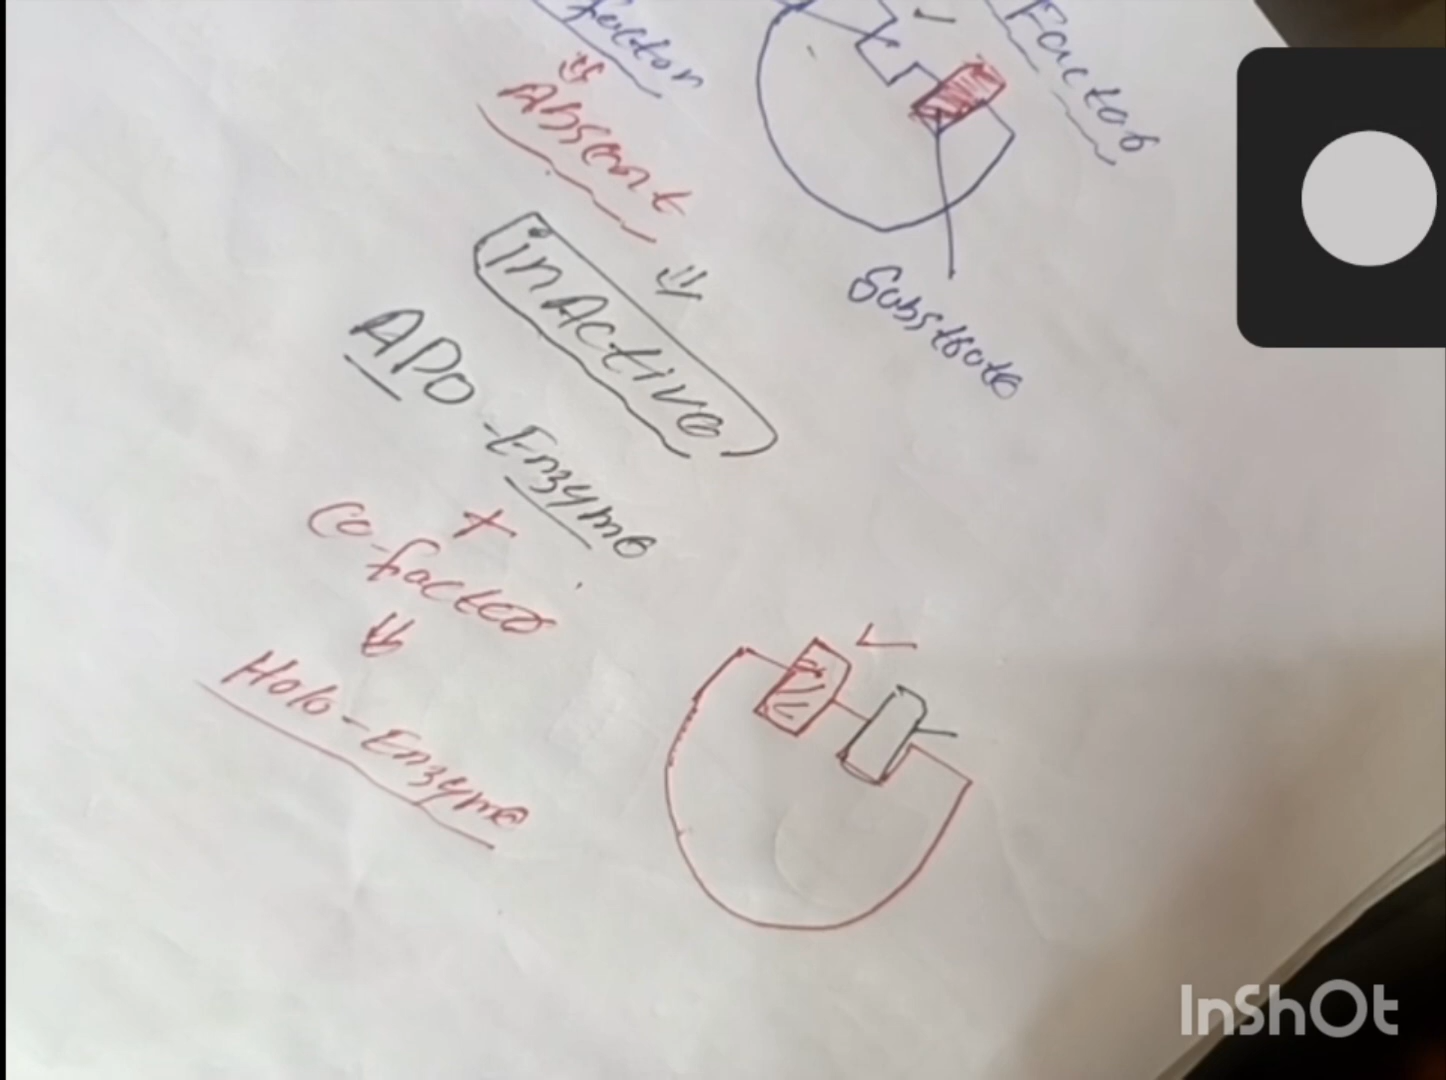 factor
Factor
Absent
inActive
Substrate
APO-Enzyme
+
Co-factor
Holo-Enzyme
InShOt